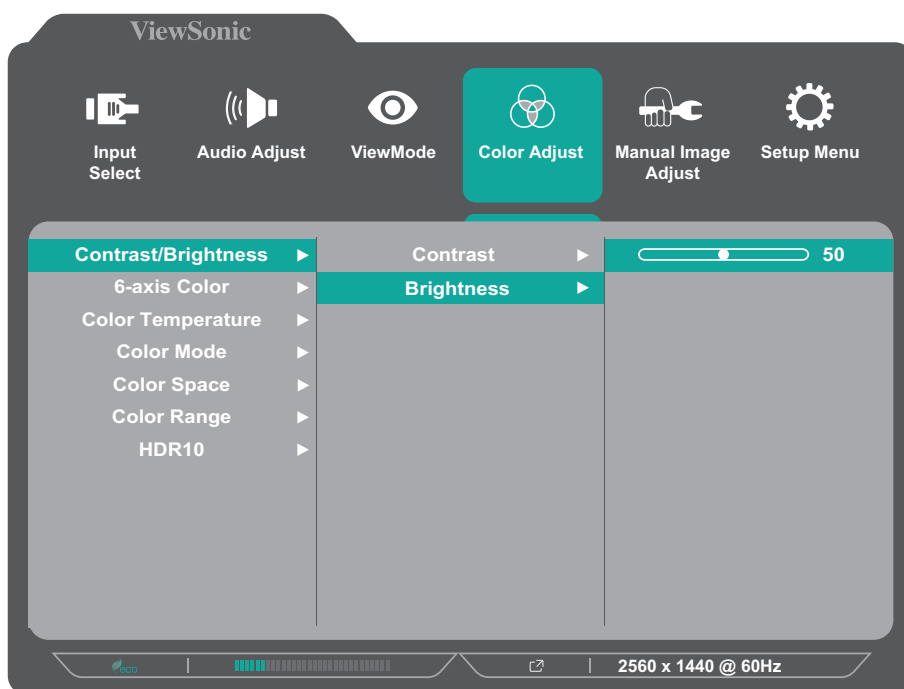 ViewSonic
Input
Select
Audio Adjust
ViewMode
Color Adjust
Manual Image
Adjust
Setup Menu
Contrast/Brightness
Contrast
50
6-axis Color
Brightness
Color Temperature
Color Mode
Color Space
Color Range
HDR10
eco
2560 x 1440 @ 60Hz